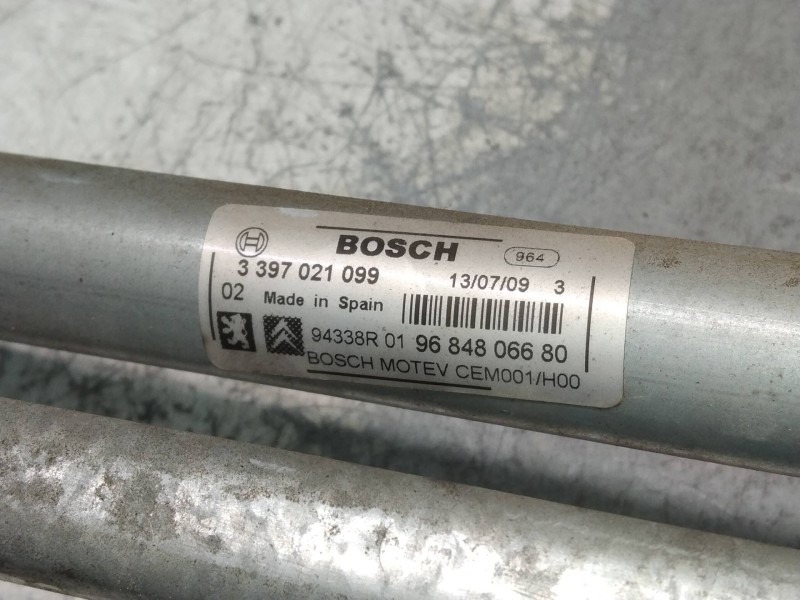 BOSCH 964
3 397 021 099 13/07/09 3
02 Made in Spain
94338R 01 96 848 066 80
BOSCH MOTEV CEM001/H00